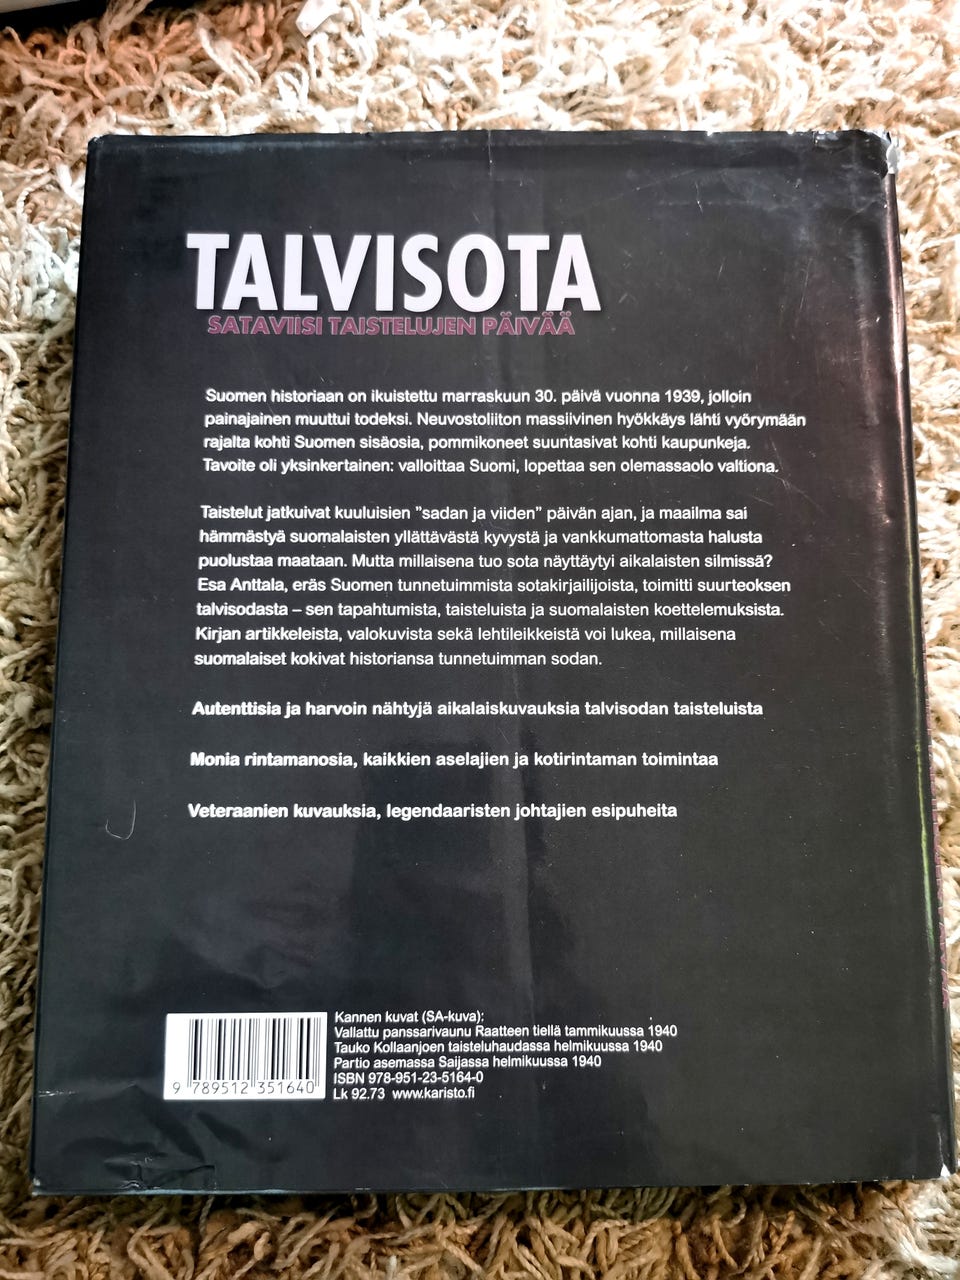 TALVISOTA
SATAVIISI TAISTELUJEN PÄIVÄÄ
Suomen historiaan on ikuistettu marraskuun 30. päivä vuonna 1939, jolloin
painajainen muuttui todeksi. Neuvostoliiton massiivinen hyökkäys lähti vyörymään
rajalta kohti Suomen sisäosia, pommikoneet suuntasivat kohti kaupunkeja.
Tavoite oli yksinkertainen: valloittaa Suomi, lopettaa sen olemassaolo valtiona.
Taistelut jatkuivat kuuluisien ”sadan ja viiden” päivän ajan, ja maailma sai
hämmästyä suomalaisten yllättävästä kyvystä ja vankkumattomasta halusta
puolustaa maataan. Mutta millaisena tuo sota näyttäytyi aikalaisten silmissä?
Esa Anttala, eräs Suomen tunnetuimmista sotakirjailijoista, toimitti suurteoksen
talvisodasta – sen tapahtumista, taisteluista ja suomalaisten koettelemuksista.
Kirjan artikkeleista, valokuvista sekä lehtileikkeistä voi lukea, millaisena
suomalaiset kokivat historiansa tunnetuimman sodan.
Autenttisia ja harvoin nähtyjä aikalaiskuvauksia talvisodan taisteluista
Monia rintamanosia, kaikkien aselajien ja kotirintaman toimintaa
Veteraanien kuvauksia, legendaaristen johtajien esipuheita
Kannen kuvat (SA-kuva):
Vallattu panssarivaunu Raatteen tiellä tammikuussa 1940
Tauko Kollaanjoen taisteluhaudassa helmikuussa 1940
Partio asemassa Saijassa helmikuussa 1940
ISBN 978-951-23-5164-0
Lk 92.73 www.karisto.fi
9 789512 351640